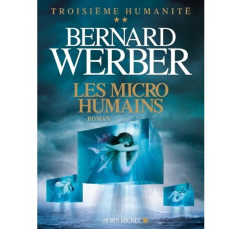 TROISIÈME HUMANITÉ
★★
BERNARD
WERBER
LES MICRO
HUMAINS
ROMAN
ALBIN MICHEL